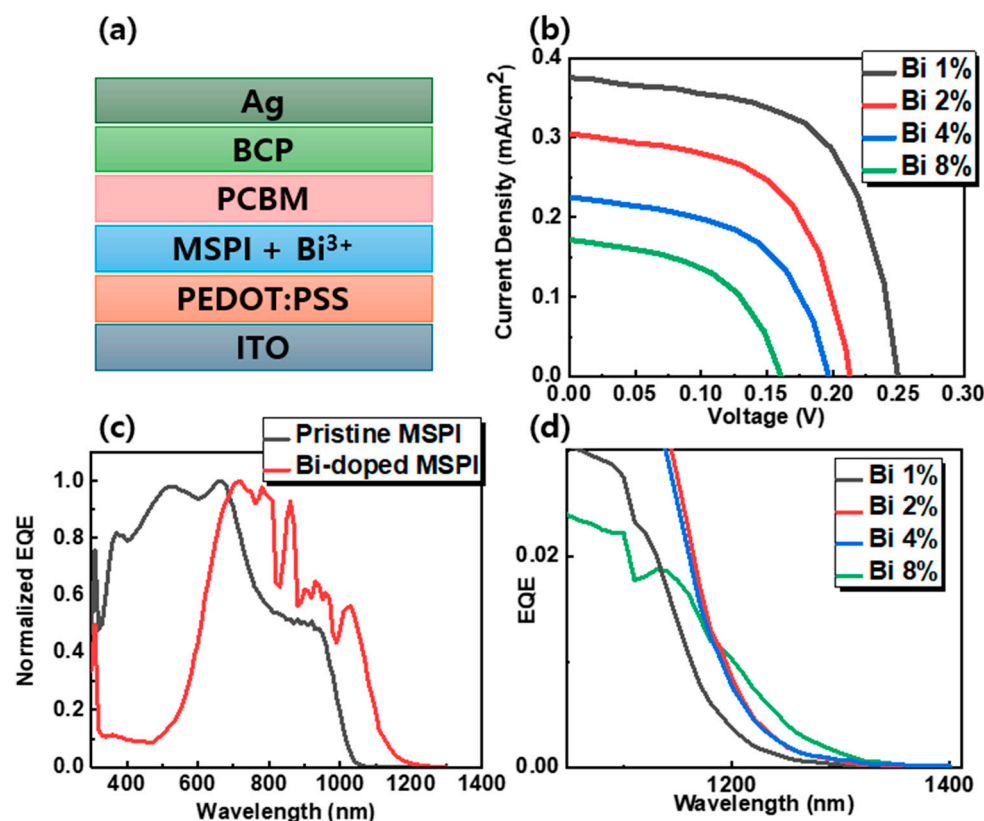 (a)
Ag
BCP
PCBM
MSPI + Bi³⁺
PEDOT:PSS
ITO
(b)
Current Density (mA/cm²)
0.4
0.3
0.2
0.1
0.0
0.00 0.05 0.10 0.15 0.20 0.25 0.30
Voltage (V)
Bi 1%
Bi 2%
Bi 4%
Bi 8%
(c)
Normalized EQE
1.0
0.8
0.6
0.4
0.2
0.0
400 600 800 1000 1200 1400
Wavelength (nm)
Pristine MSPI
Bi-doped MSPI
(d)
EQE
0.02
0.00
1200 1400
Wavelength (nm)
Bi 1%
Bi 2%
Bi 4%
Bi 8%